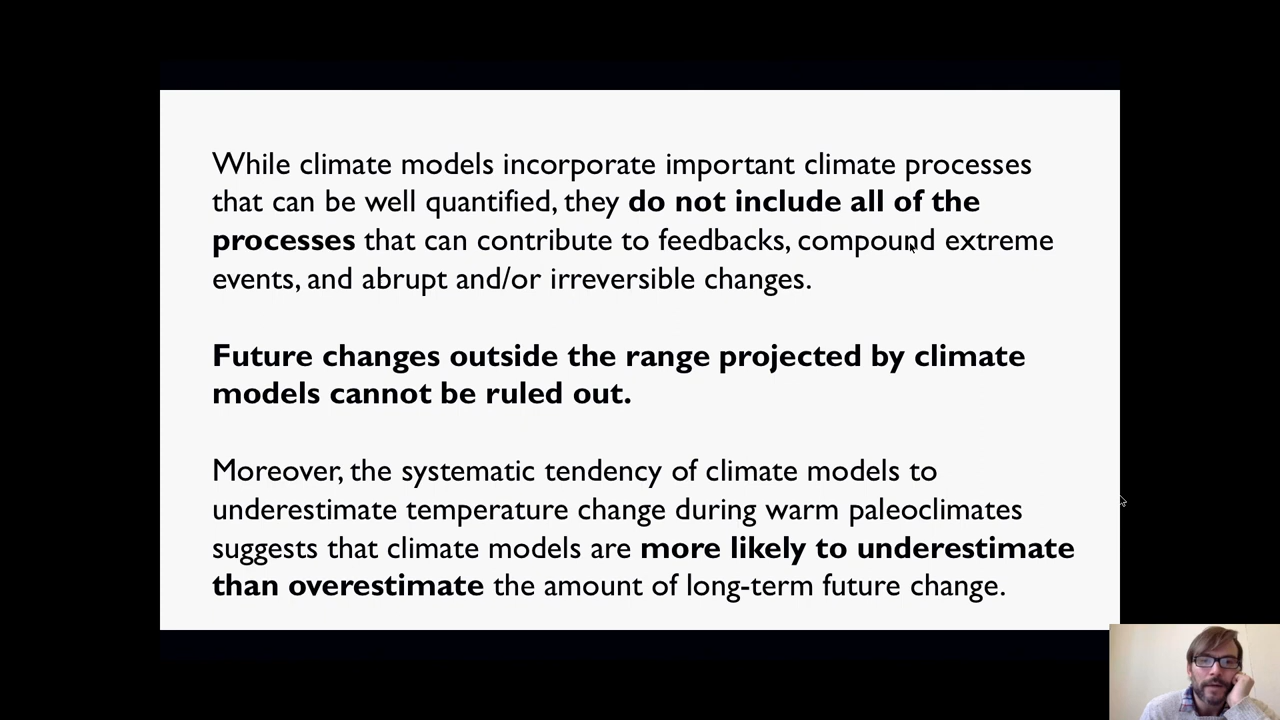 While climate models incorporate important climate processes
that can be well quantified, they do not include all of the
processes that can contribute to feedbacks, compound extreme
events, and abrupt and/or irreversible changes.
Future changes outside the range projected by climate
models cannot be ruled out.
Moreover, the systematic tendency of climate models to
underestimate temperature change during warm paleoclimates
suggests that climate models are more likely to underestimate
than overestimate the amount of long-term future change.